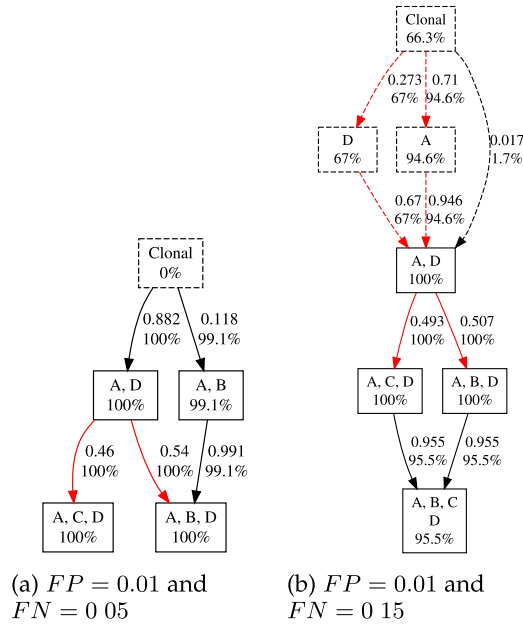 Clonal
66.3%
0.273
67%
0.71
94.6%
0.017
1.7%
D
67%
A
94.6%
0.67
67%
0.946
94.6%
A, D
100%
0.493
100%
0.507
100%
A, C, D
100%
A, B, D
100%
0.955
95.5%
0.955
95.5%
A, B, C
D
95.5%
Clonal
0%
0.882
100%
0.118
99.1%
A, D
100%
A, B
99.1%
0.46
100%
0.54
100%
0.991
99.1%
A, C, D
100%
A, B, D
100%
(a) FP = 0.01 and
FN = 0 05
(b) FP = 0.01 and
FN = 0 15